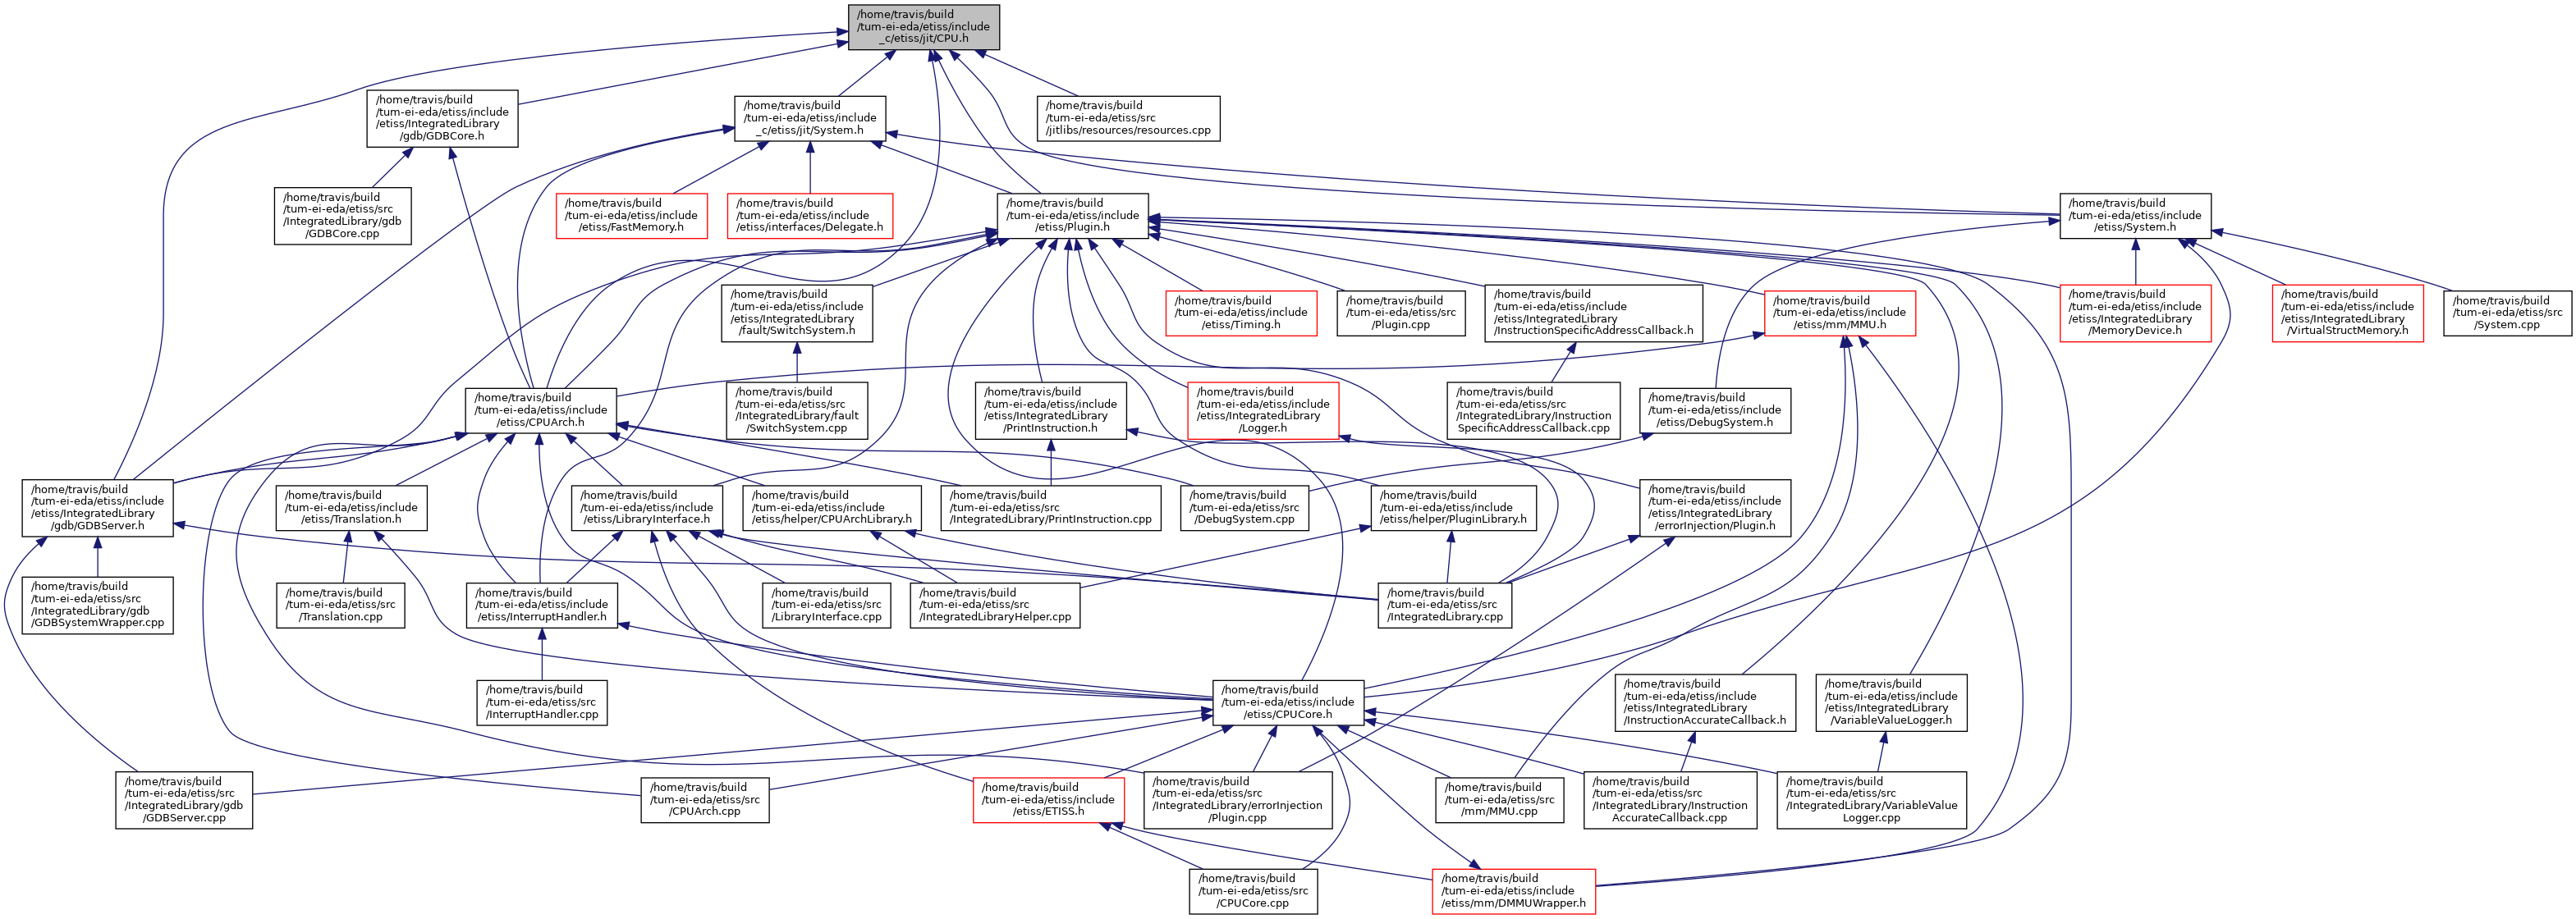 /home/travis/build
/tum-ei-eda/etiss/include
_c/etiss/jit/CPU.h
/home/travis/build
/tum-ei-eda/etiss/include
/etiss/IntegratedLibrary
/gdb/GDBCore.h
/home/travis/build
/tum-ei-eda/etiss/include
_c/etiss/jit/System.h
/home/travis/build
/tum-ei-eda/etiss/src
/jitlibs/resources/resources.cpp
/home/travis/build
/tum-ei-eda/etiss/src
/IntegratedLibrary/gdb
/GDBCore.cpp
/home/travis/build
/tum-ei-eda/etiss/include
/etiss/FastMemory.h
/home/travis/build
/tum-ei-eda/etiss/include
/etiss/interfaces/Delegate.h
/home/travis/build
/tum-ei-eda/etiss/include
/etiss/Plugin.h
/home/travis/build
/tum-ei-eda/etiss/include
/etiss/System.h
/home/travis/build
/tum-ei-eda/etiss/include
/etiss/IntegratedLibrary
/fault/SwitchSystem.h
/home/travis/build
/tum-ei-eda/etiss/include
/etiss/Timing.h
/home/travis/build
/tum-ei-eda/etiss/src
/Plugin.cpp
/home/travis/build
/tum-ei-eda/etiss/include
/etiss/IntegratedLibrary
/InstructionSpecificAddressCallback.h
/home/travis/build
/tum-ei-eda/etiss/include
/etiss/mm/MMU.h
/home/travis/build
/tum-ei-eda/etiss/include
/etiss/IntegratedLibrary
/MemoryDevice.h
/home/travis/build
/tum-ei-eda/etiss/include
/etiss/IntegratedLibrary
/VirtualStructMemory.h
/home/travis/build
/tum-ei-eda/etiss/src
/System.cpp
/home/travis/build
/tum-ei-eda/etiss/include
/etiss/CPUArch.h
/home/travis/build
/tum-ei-eda/etiss/src
/IntegratedLibrary/fault
/SwitchSystem.cpp
/home/travis/build
/tum-ei-eda/etiss/include
/etiss/IntegratedLibrary
/PrintInstruction.h
/home/travis/build
/tum-ei-eda/etiss/include
/etiss/IntegratedLibrary
/Logger.h
/home/travis/build
/tum-ei-eda/etiss/src
/IntegratedLibrary/Instruction
SpecificAddressCallback.cpp
/home/travis/build
/tum-ei-eda/etiss/include
/etiss/DebugSystem.h
/home/travis/build
/tum-ei-eda/etiss/include
/etiss/IntegratedLibrary
/gdb/GDBServer.h
/home/travis/build
/tum-ei-eda/etiss/include
/etiss/Translation.h
/home/travis/build
/tum-ei-eda/etiss/include
/etiss/LibraryInterface.h
/home/travis/build
/tum-ei-eda/etiss/include
/etiss/helper/CPUArchLibrary.h
/home/travis/build
/tum-ei-eda/etiss/src
/IntegratedLibrary/PrintInstruction.cpp
/home/travis/build
/tum-ei-eda/etiss/src
/DebugSystem.cpp
/home/travis/build
/tum-ei-eda/etiss/include
/etiss/helper/PluginLibrary.h
/home/travis/build
/tum-ei-eda/etiss/include
/etiss/IntegratedLibrary
/errorInjection/Plugin.h
/home/travis/build
/tum-ei-eda/etiss/src
/IntegratedLibrary/gdb
/GDBSystemWrapper.cpp
/home/travis/build
/tum-ei-eda/etiss/src
/Translation.cpp
/home/travis/build
/tum-ei-eda/etiss/include
/etiss/InterruptHandler.h
/home/travis/build
/tum-ei-eda/etiss/src
/LibraryInterface.cpp
/home/travis/build
/tum-ei-eda/etiss/src
/IntegratedLibraryHelper.cpp
/home/travis/build
/tum-ei-eda/etiss/src
/IntegratedLibrary.cpp
/home/travis/build
/tum-ei-eda/etiss/src
/InterruptHandler.cpp
/home/travis/build
/tum-ei-eda/etiss/include
/etiss/CPUCore.h
/home/travis/build
/tum-ei-eda/etiss/include
/etiss/IntegratedLibrary
/InstructionAccurateCallback.h
/home/travis/build
/tum-ei-eda/etiss/include
/etiss/IntegratedLibrary
/VariableValueLogger.h
/home/travis/build
/tum-ei-eda/etiss/src
/IntegratedLibrary/gdb
/GDBServer.cpp
/home/travis/build
/tum-ei-eda/etiss/src
/CPUArch.cpp
/home/travis/build
/tum-ei-eda/etiss/include
/etiss/ETISS.h
/home/travis/build
/tum-ei-eda/etiss/src
/IntegratedLibrary/errorInjection
/Plugin.cpp
/home/travis/build
/tum-ei-eda/etiss/src
/mm/MMU.cpp
/home/travis/build
/tum-ei-eda/etiss/src
/IntegratedLibrary/Instruction
AccurateCallback.cpp
/home/travis/build
/tum-ei-eda/etiss/src
/IntegratedLibrary/VariableValue
Logger.cpp
/home/travis/build
/tum-ei-eda/etiss/src
/CPUCore.cpp
/home/travis/build
/tum-ei-eda/etiss/include
/etiss/mm/DMMUWrapper.h